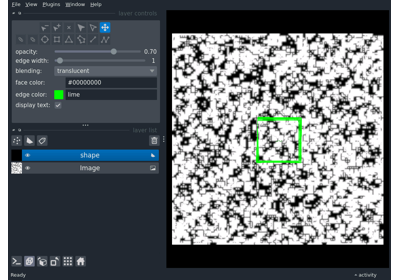 File View Plugins Window Help
layer controls
opacity: 0.70
edge width: 1
blending: translucent
face color: #00000000
edge color: lime
display text:
layer list
shape
Image
Ready
activity